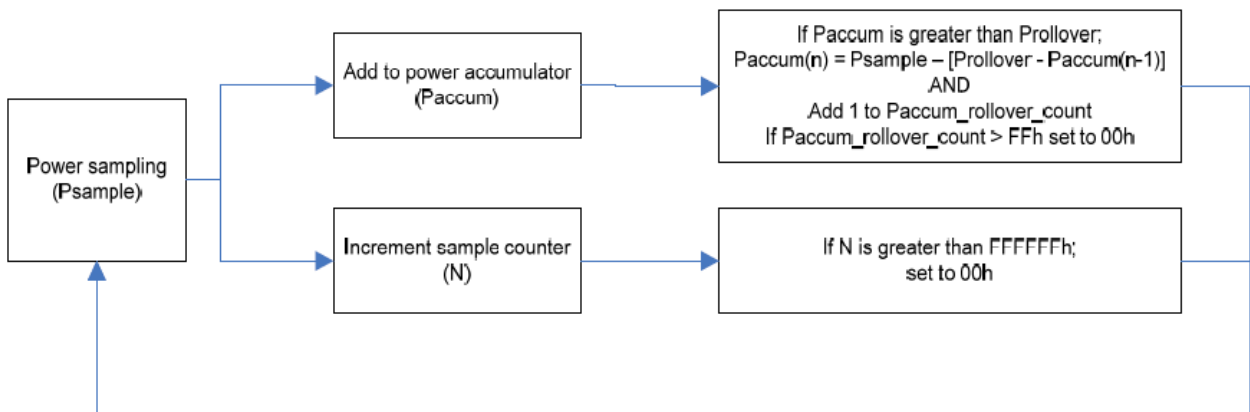 Power sampling
(Psample)
Add to power accumulator
(Paccum)
If Paccum is greater than Prollover;
Paccum(n) = Psample – [Prollover - Paccum(n-1)]
AND
Add 1 to Paccum_rollover_count
If Paccum_rollover_count > FFh set to 00h
Increment sample counter
(N)
If N is greater than FFFFFFh;
set to 00h